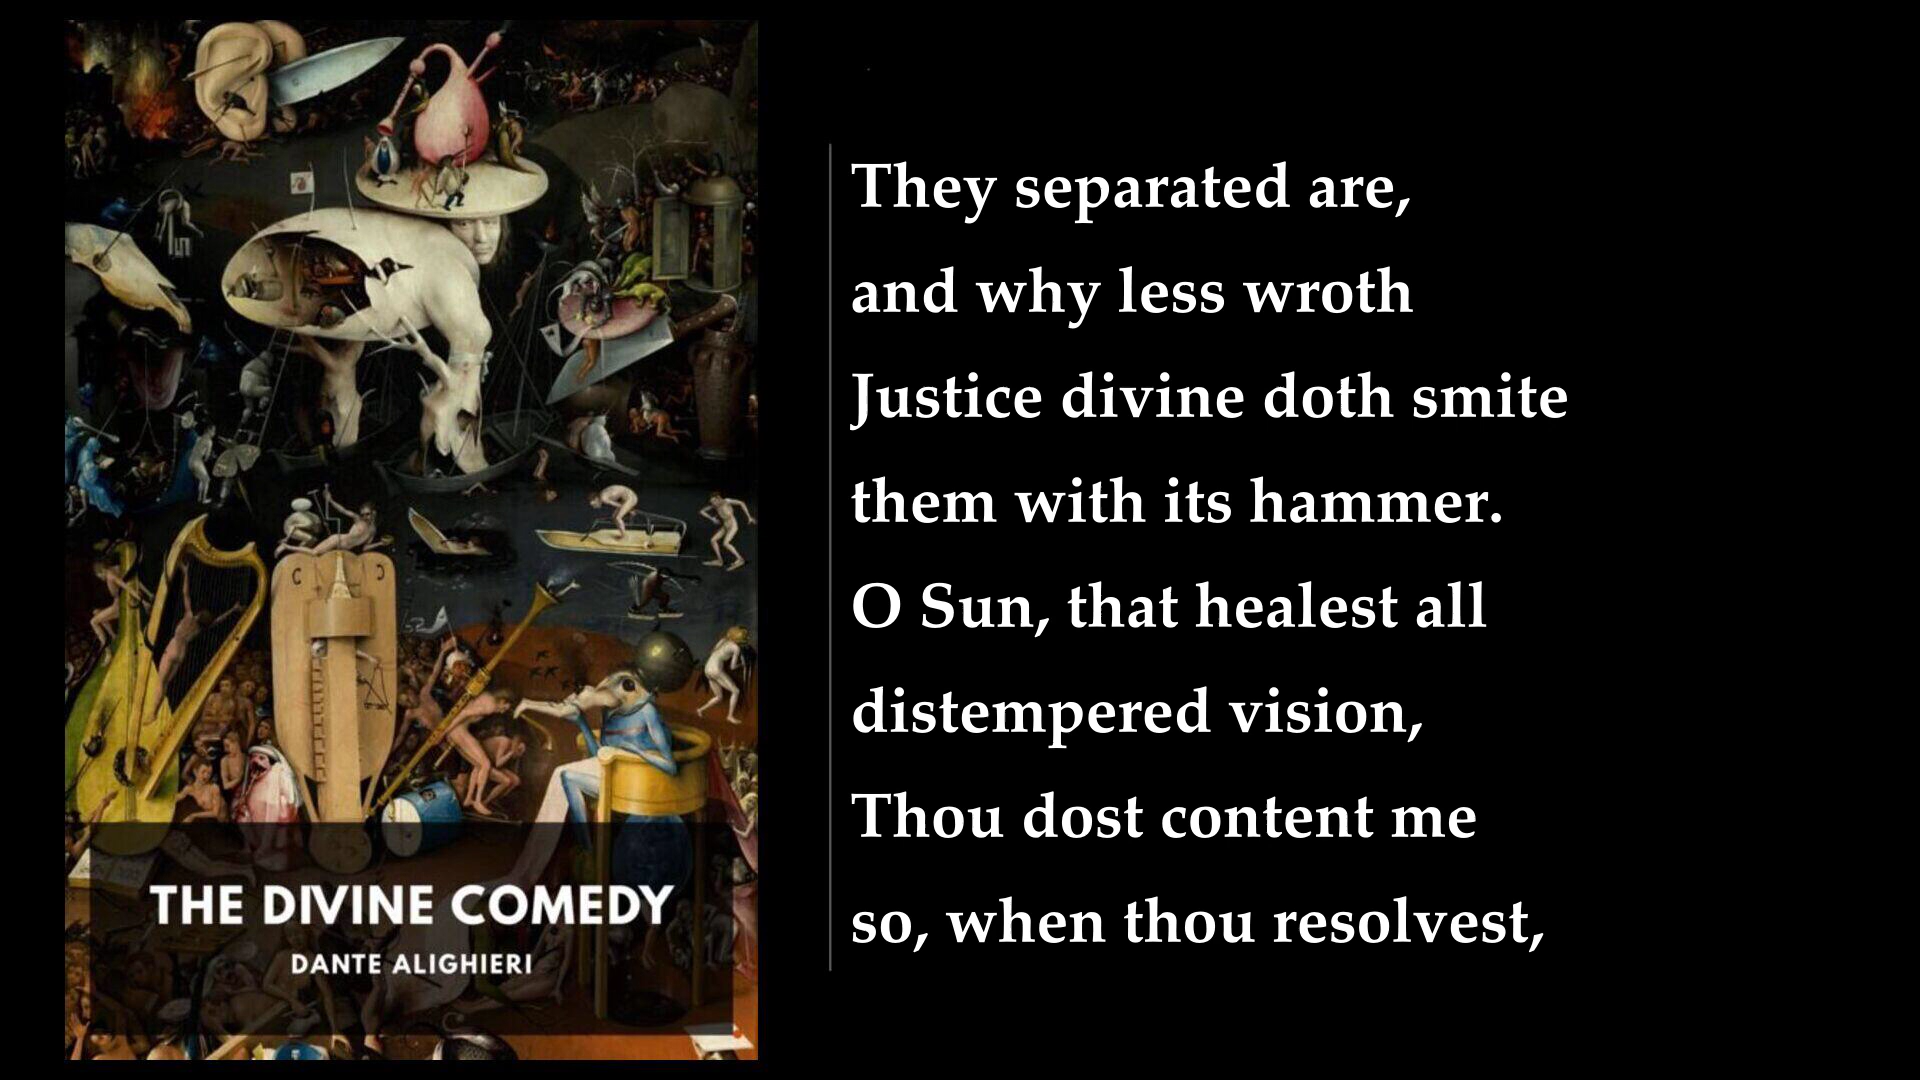 They separated are,
and why less wroth
Justice divine doth smite
them with its hammer.
O Sun, that healest all
distempered vision,
Thou dost content me
so, when thou resolvest,
THE DIVINE COMEDY
DANTE ALIGHIERI